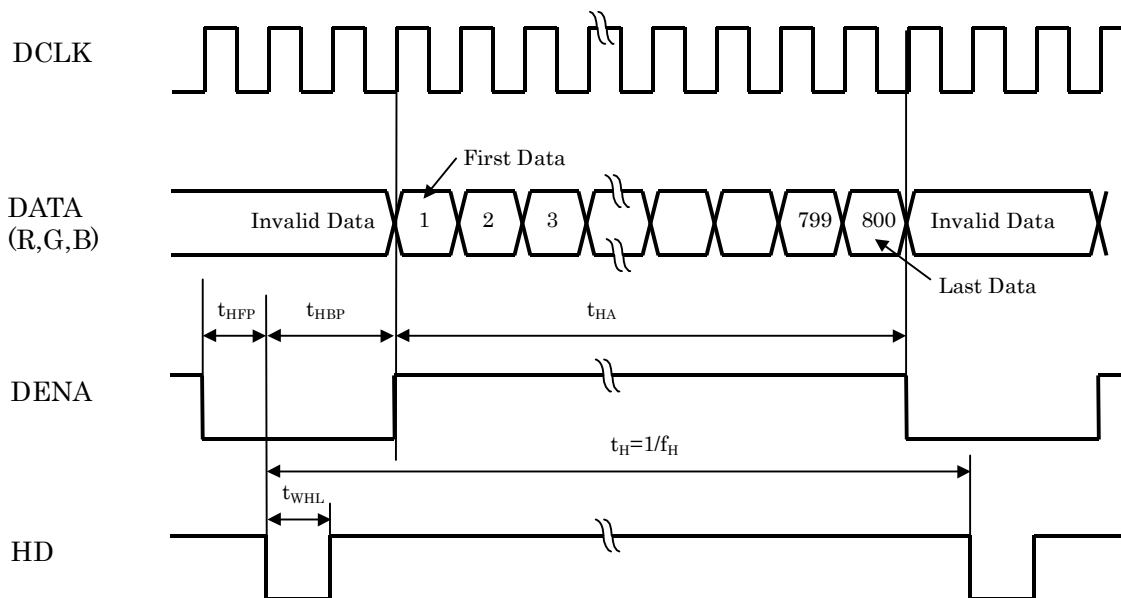 DCLK
First Data
DATA
(R,G,B)
Invalid Data
1
2
3
799
800
Invalid Data
Last Data
tHFP
tHBP
tHA
DENA
tH=1/fH
tWHL
HD